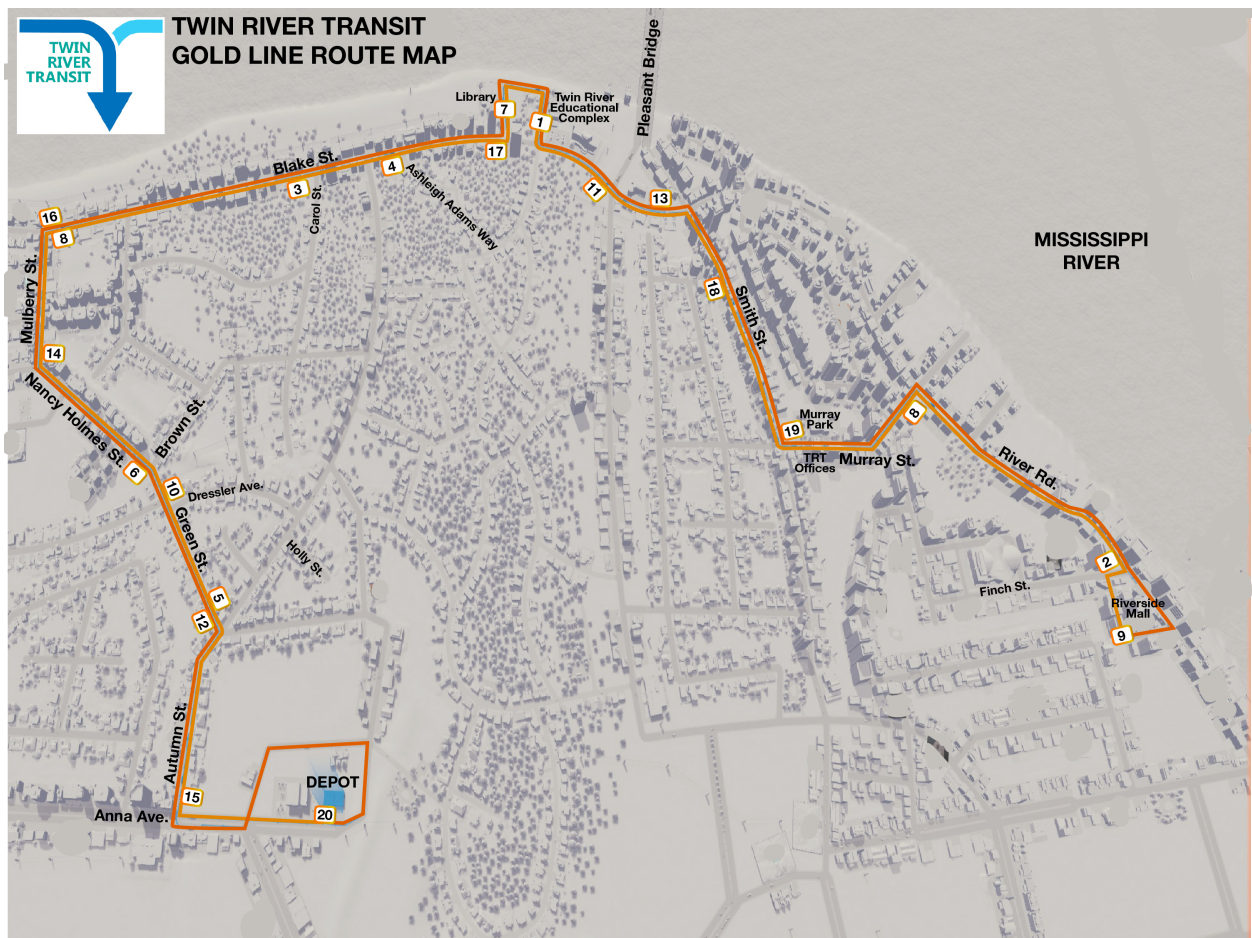 TWIN RIVER TRANSIT
GOLD LINE ROUTE MAP
TWIN
RIVER
TRANSIT
Pleasant Bridge
Library
7
1
Twin River
Educational
Complex
17
Blake St.
3
4
Carol St.
Ashleigh Adams Way
11
13
16
8
MISSISSIPPI
RIVER
Mulberry St.
18
Smith St.
14
Nancy Holmes St.
Brown St.
6
10
Dressler Ave.
Green St.
Holly St.
5
12
19
Murray
Park
TRT
Offices
Murray St.
8
River Rd.
2
Finch St.
Riverside
Mall
9
Autumn St.
15
Anna Ave.
DEPOT
20